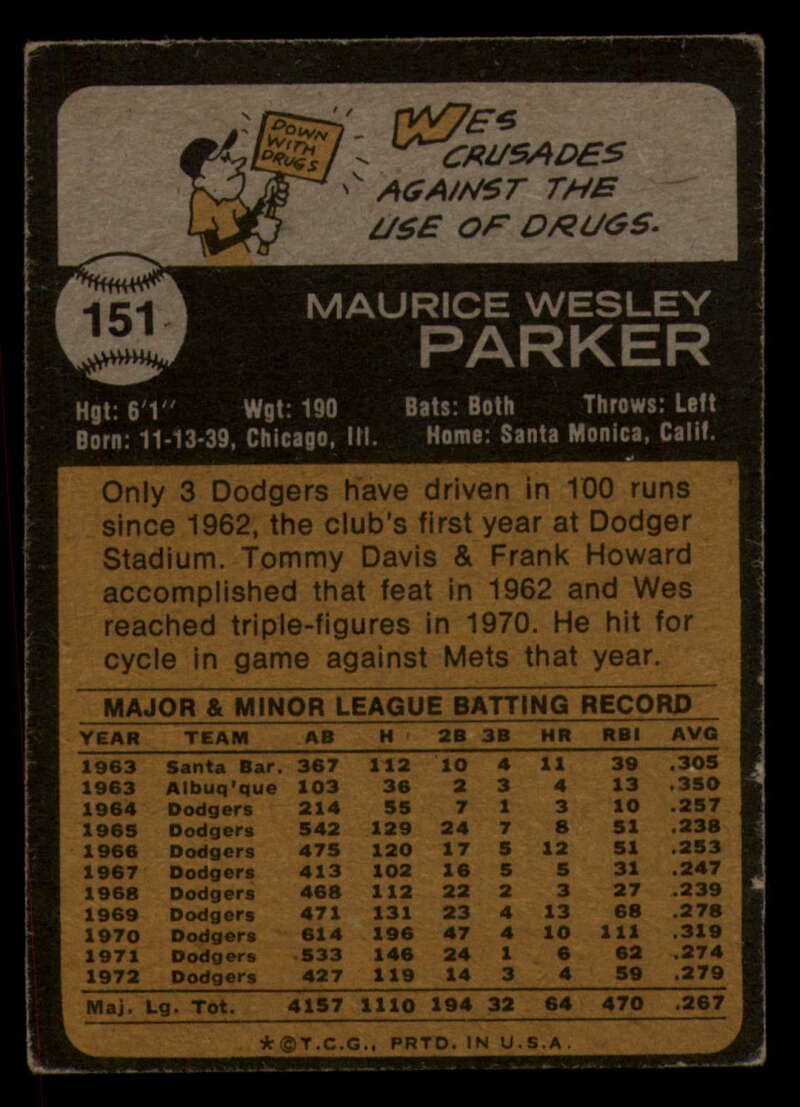 DOWN
WITH
DRUGS
WES
CRUSADES
AGAINST THE
USE OF DRUGS.
151
MAURICE WESLEY
PARKER
Hgt: 6'1" Wgt: 190 Bats: Both Throws: Left
Born: 11-13-39, Chicago, Ill. Home: Santa Monica, Calif.
Only 3 Dodgers have driven in 100 runs
since 1962, the club's first year at Dodger
Stadium. Tommy Davis & Frank Howard
accomplished that feat in 1962 and Wes
reached triple-figures in 1970. He hit for
cycle in game against Mets that year.
MAJOR & MINOR LEAGUE BATTING RECORD
YEAR TEAM AB H 2B 3B HR RBI AVG
1963 Santa Bar. 367 112 10 4 11 39 .305
1963 Albuq'que 103 36 2 3 4 13 .350
1964 Dodgers 214 55 7 1 3 10 .257
1965 Dodgers 542 129 24 7 8 51 .238
1966 Dodgers 475 120 17 5 12 51 .253
1967 Dodgers 413 102 16 5 5 31 .247
1968 Dodgers 468 112 22 2 3 27 .239
1969 Dodgers 471 131 23 4 13 68 .278
1970 Dodgers 614 196 47 4 10 111 .319
1971 Dodgers 533 146 24 1 6 62 .274
1972 Dodgers 427 119 14 3 4 59 .279
Maj. Lg. Tot. 4157 1110 194 32 64 470 .267
*©T.C.G., PRTD. IN U.S.A.